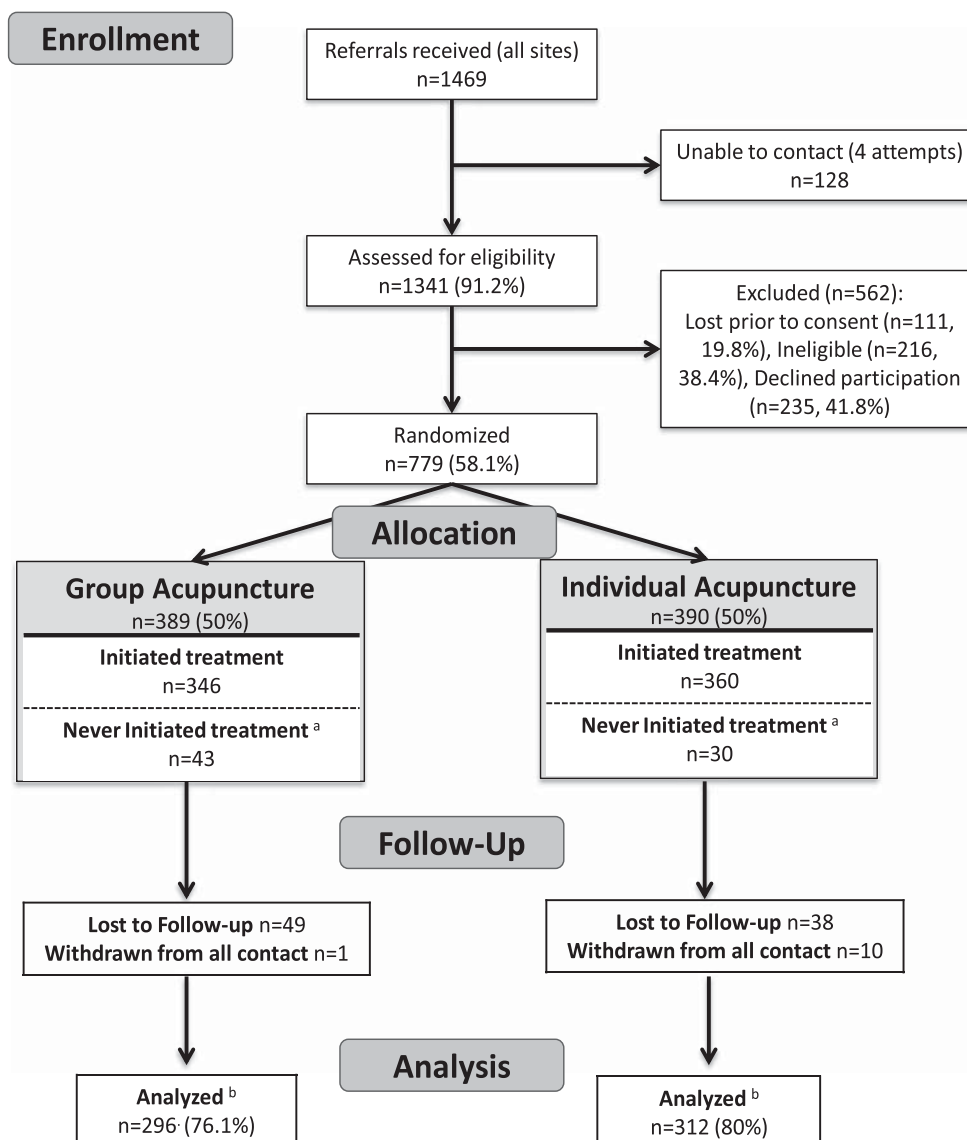 Enrollment
Referrals received (all sites)
n=1469
Unable to contact (4 attempts)
n=128
Assessed for eligibility
n=1341 (91.2%)
Excluded (n=562):
Lost prior to consent (n=111,
19.8%), Ineligible (n=216,
38.4%), Declined participation
(n=235, 41.8%)
Randomized
n=779 (58.1%)
Allocation
Group Acupuncture
n=389 (50%)
Initiated treatment
n=346
Never Initiated treatment a
n=43
Individual Acupuncture
n=390 (50%)
Initiated treatment
n=360
Never Initiated treatment a
n=30
Follow-Up
Lost to Follow-up n=49
Withdrawn from all contact n=1
Lost to Follow-up n=38
Withdrawn from all contact n=10
Analysis
Analyzed b
n=296 (76.1%)
Analyzed b
n=312 (80%)